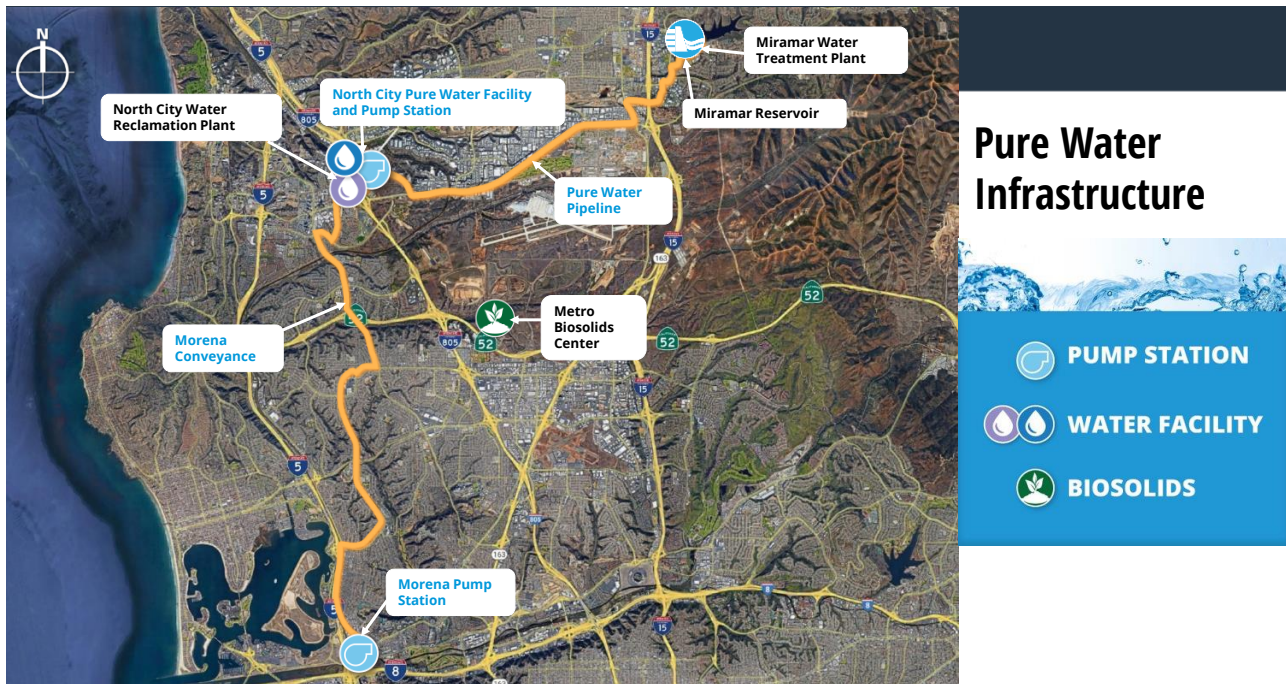 N
North City Water
Reclamation Plant
North City Pure Water Facility
and Pump Station
Miramar Water
Treatment Plant
Miramar Reservoir
Pure Water
Pipeline
Morena
Conveyance
Metro
Biosolids
Center
Morena Pump
Station
5
805
15
5
15
163
52
52
805
52
15
5
805
163
5
8
15
8
163
Pure Water
Infrastructure
PUMP STATION
WATER FACILITY
BIOSOLIDS